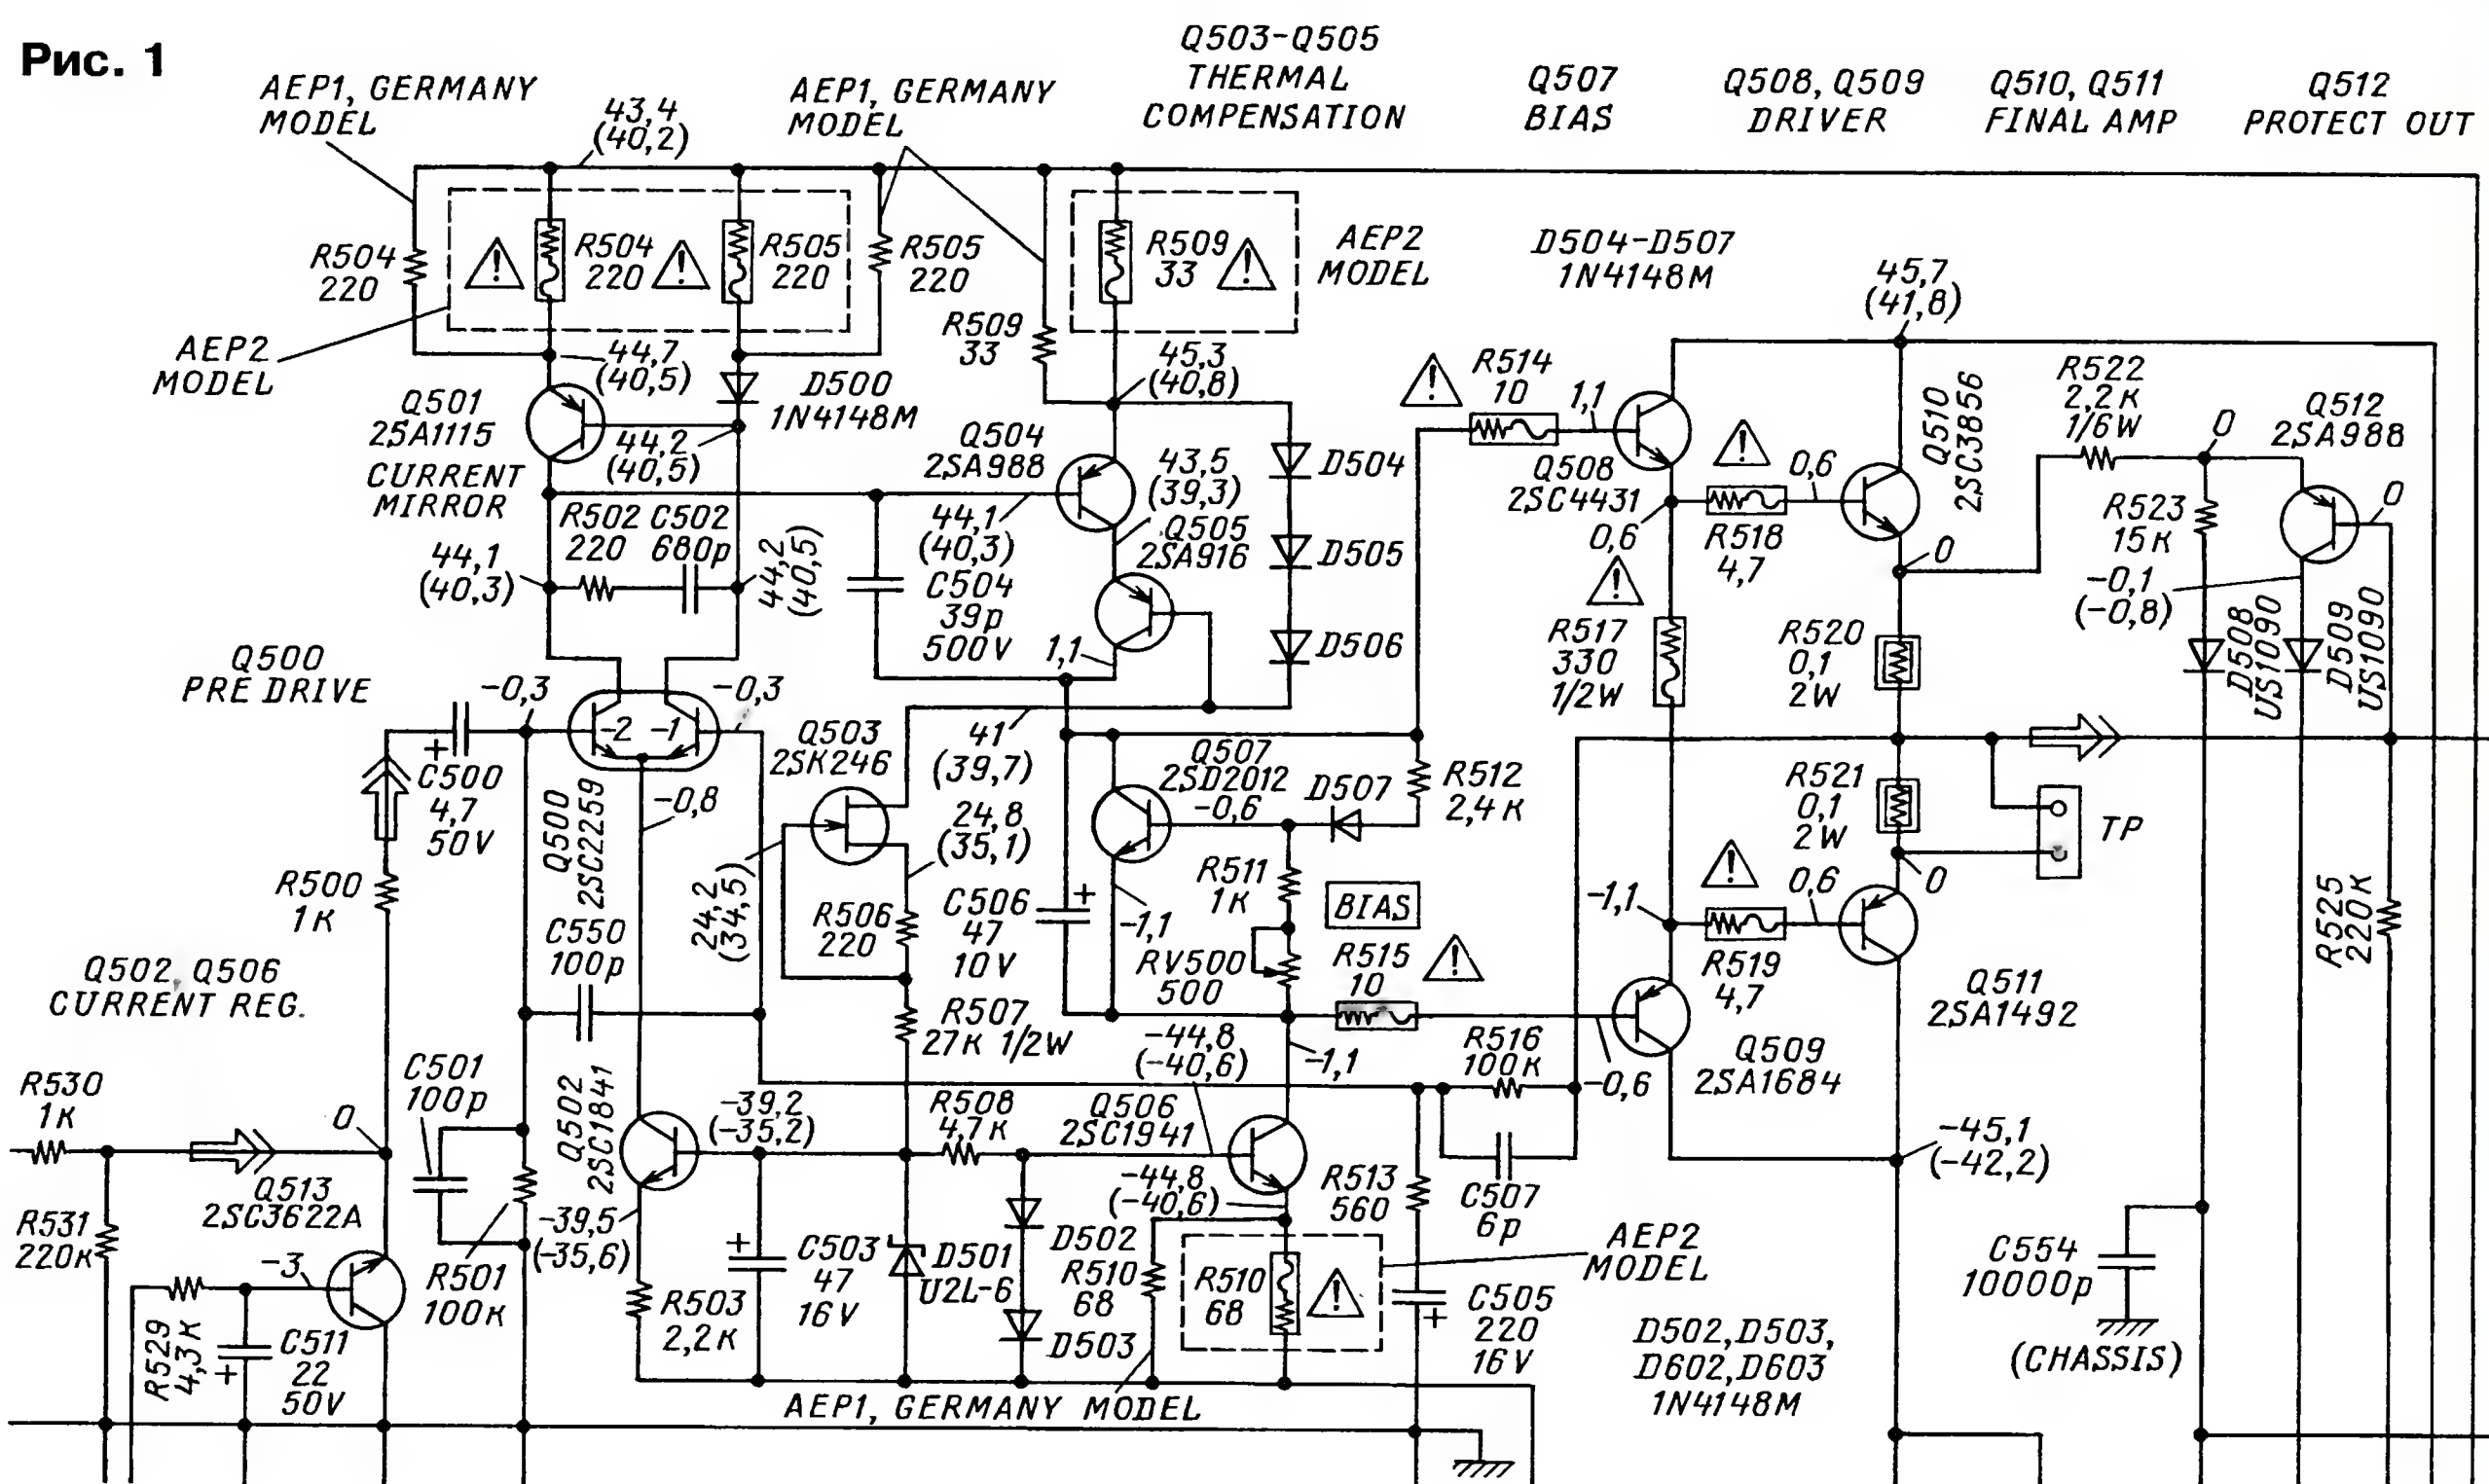 Рис. 1
AEP1, GERMANY
MODEL
43,4
(40,2)
AEP1, GERMANY
MODEL
Q503-Q505
THERMAL
COMPENSATION
Q507
BIAS
Q508, Q509
DRIVER
Q510, Q511
FINAL AMP
Q512
PROTECT OUT
R504
220
R504
220
R505
220
R505
220
R509
33
R509
33
AEP2
MODEL
D504-D507
1N4148M
45,7
(41,8)
AEP2
MODEL
44,7
(40,5)
D500
1N4148M
45,3
(40,8)
R514
10
1,1
Q510
2SC3856
R522
2,2к
1/6W
0
Q512
2SA988
Q501
2SA1115
CURRENT
MIRROR
44,2
(40,5)
Q504
2SA988
43,5
(39,3)
D504
Q508
2SC4431
0,6
0,6
R518
4,7
0
R523
15к
0
R502
220
C502
680p
44,2
(40,5)
44,1
(40,3)
Q505
2SA916
D505
44,1
(40,3)
C504
39p
500V
1,1
D506
R517
330
1/2W
R520
0,1
2W
-0,1
(-0,8)
D508
US1090
D509
US1090
Q500
PRE DRIVE
-0,3
-0,3
-2
-1
C500
4,7
50V
+
Q500
2SC2259
-0,8
Q503
2SK246
41
(39,7)
24,8
(35,1)
24,2
(34,5)
Q507
2SD2012
-0,6
D507
R512
2,4к
R521
0,1
2W
TP
R500
1к
C550
100p
R506
220
C506
47
10V
+
-1,1
R511
1к
BIAS
RV500
500
R515
10
-1,1
0,6
0
R519
4,7
Q511
2SA1492
R525
220к
Q502, Q506
CURRENT REG.
R507
27к 1/2W
-44,8
(-40,6)
-1,1
R516
100к
-0,6
Q509
2SA1684
R530
1к
C501
100p
0
Q502
2SC1841
-39,2
(-35,2)
R508
4,7к
Q506
2SC1941
-45,1
(-42,2)
R531
220к
Q513
2SC3622A
-39,5
(-35,6)
-44,8
(-40,6)
R513
560
C507
6p
-3
R501
100к
+
C503
47
16V
D501
U2L-6
D502
R510
68
R510
68
AEP2
MODEL
C554
10000p
R529
4,3к
C511
22
50V
+
R503
2,2к
D503
C505
220
16V
+
D502,D503,
D602,D603
1N4148M
(CHASSIS)
AEP1, GERMANY MODEL